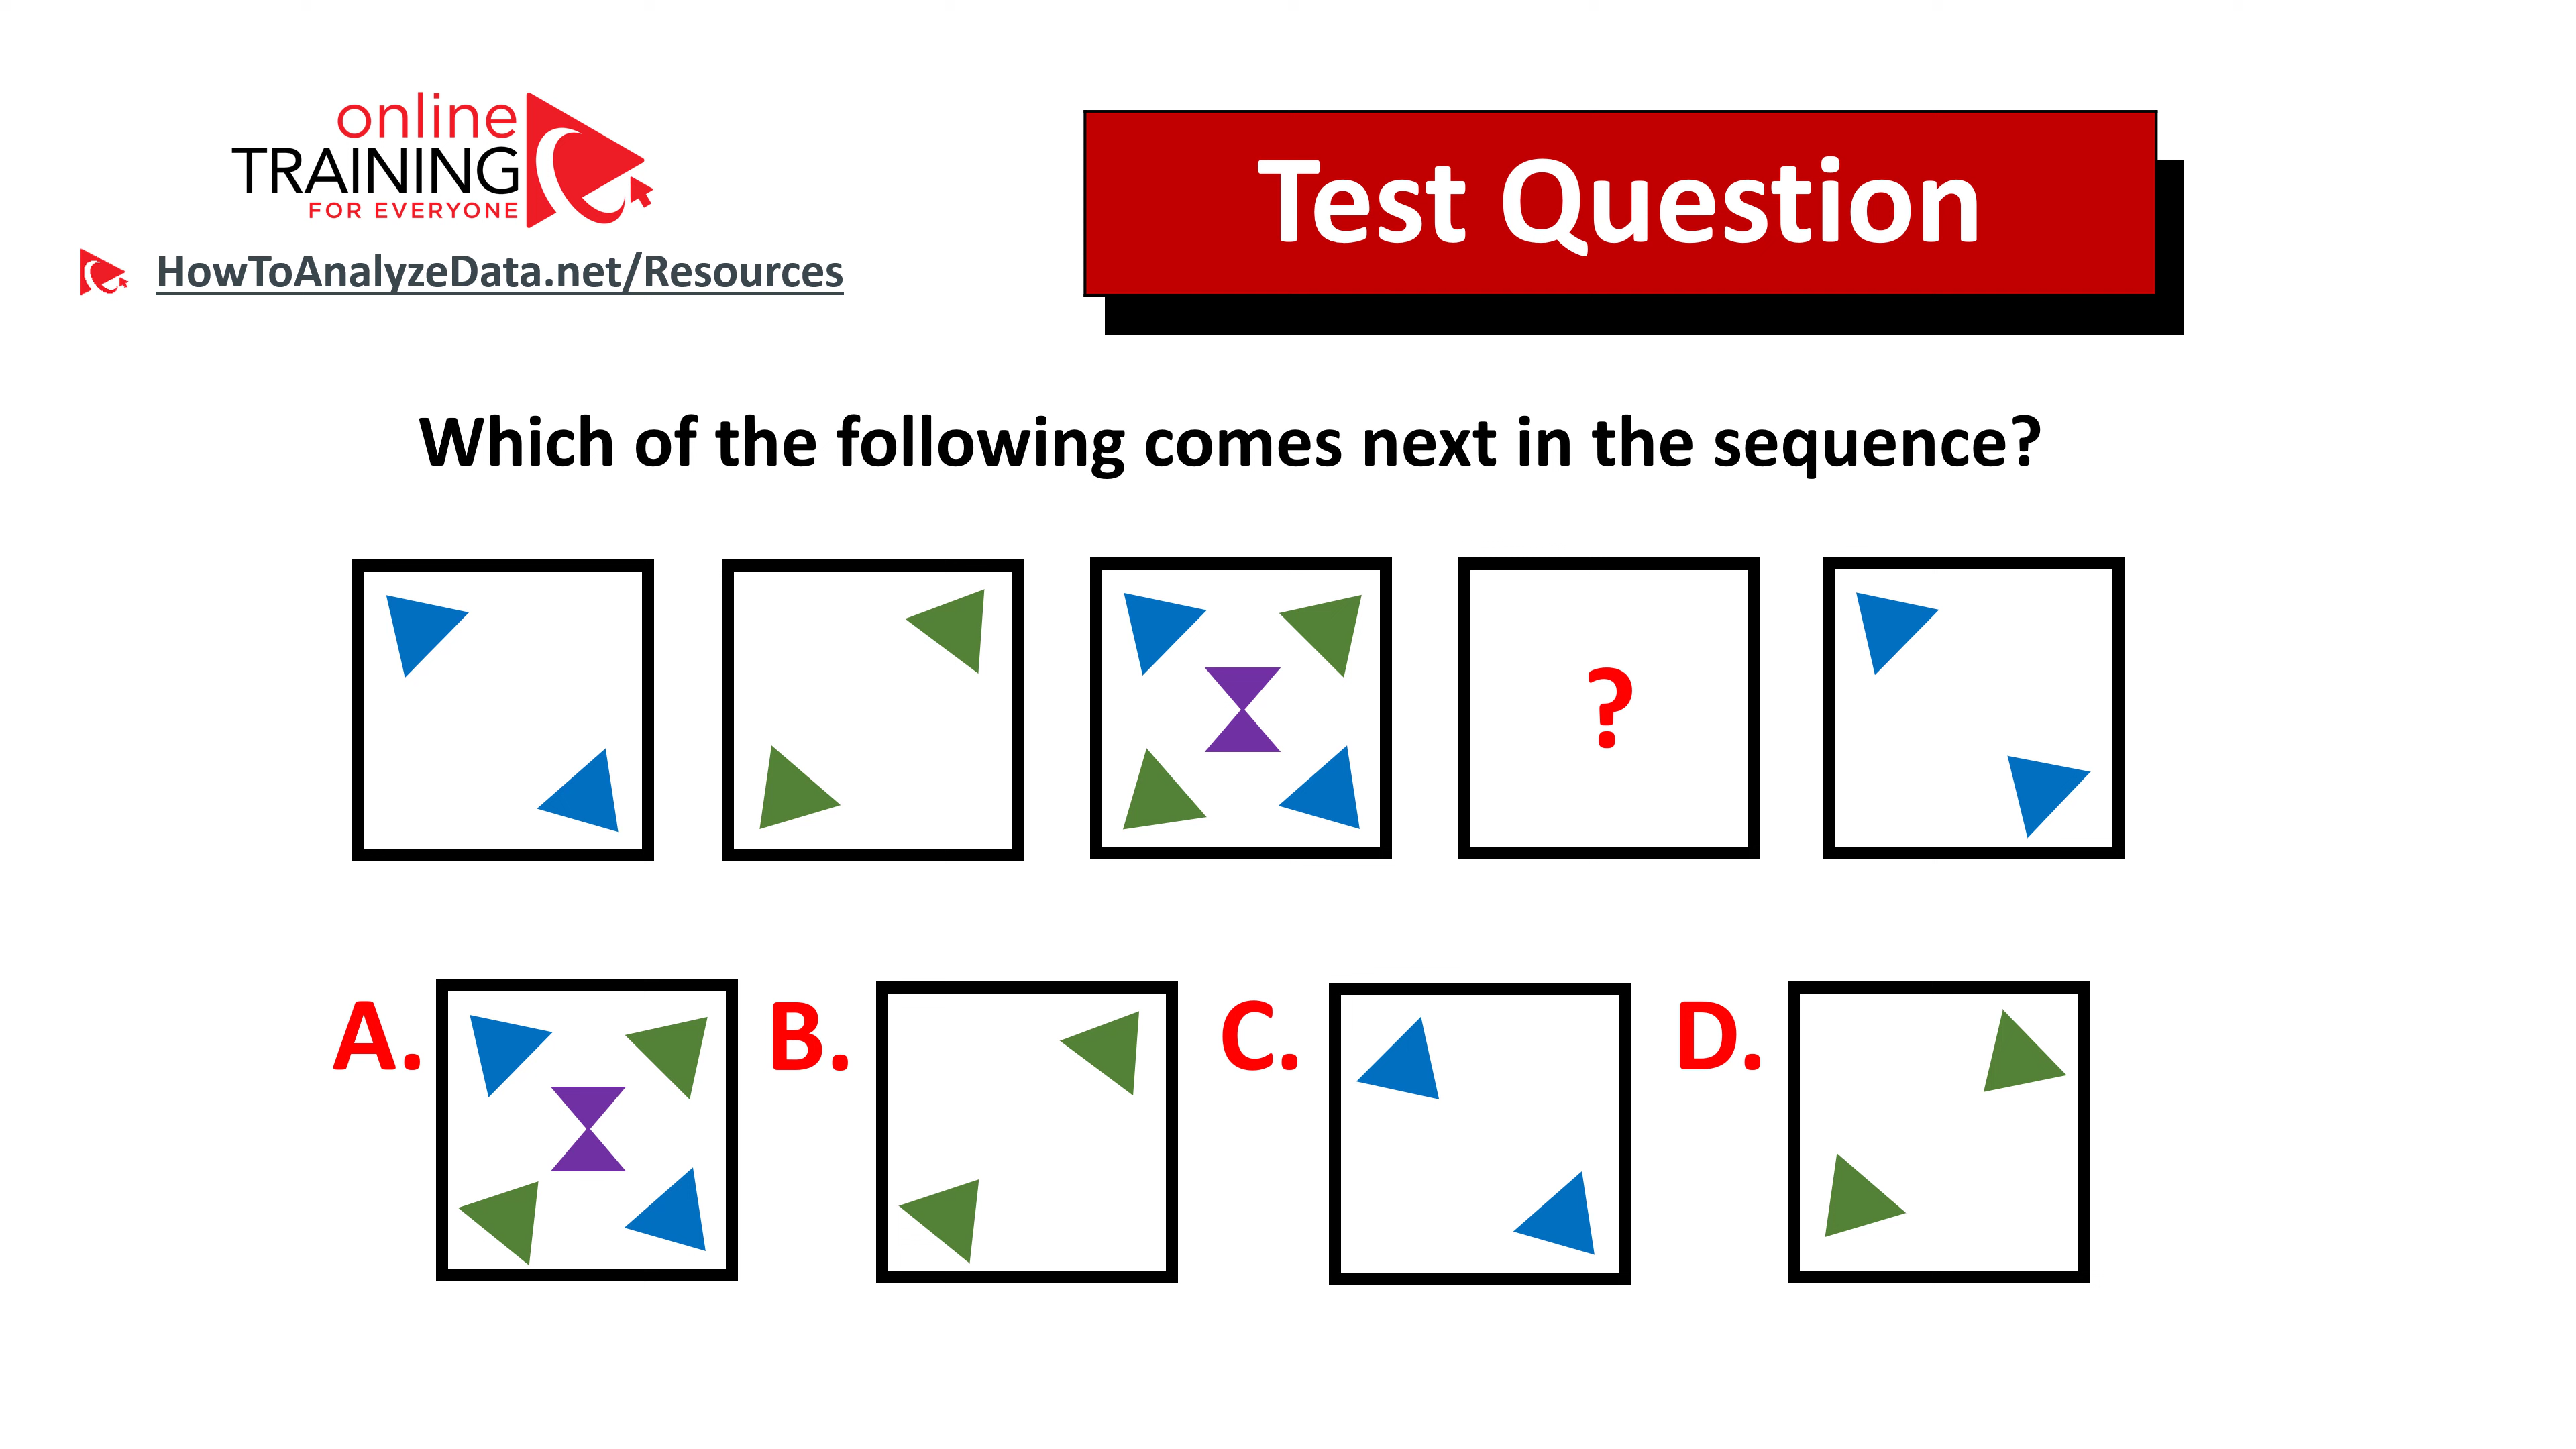 online
TRAINING
FOR EVERYONE
HowToAnalyzeData.net/Resources
Test Question
Which of the following comes next in the sequence?
?
A.
B.
C.
D.